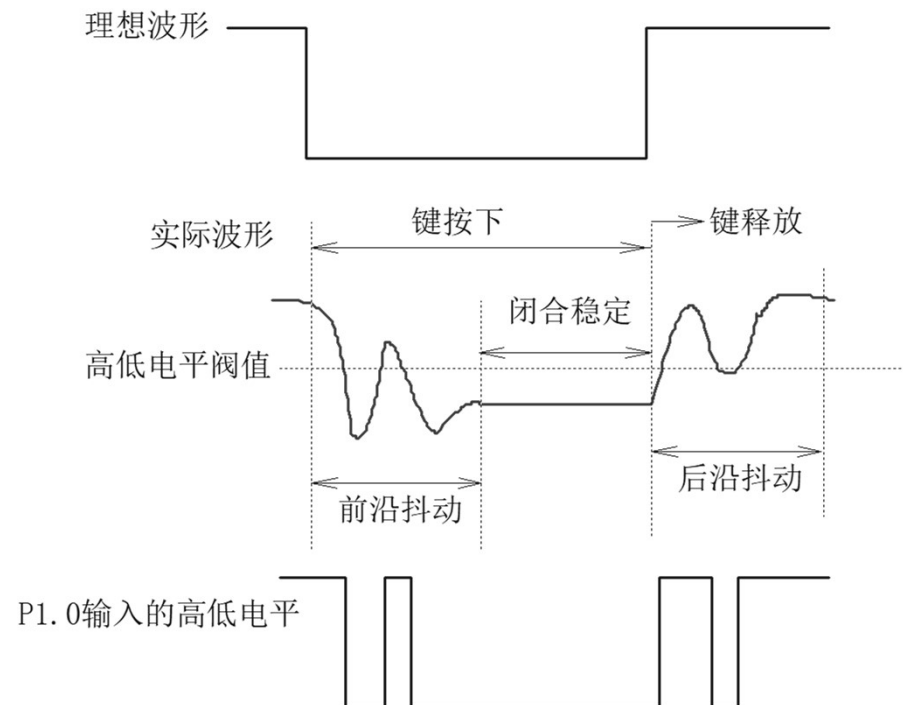 理想波形
实际波形
键按下
键释放
闭合稳定
高低电平阀值
后沿抖动
前沿抖动
P1.0输入的高低电平